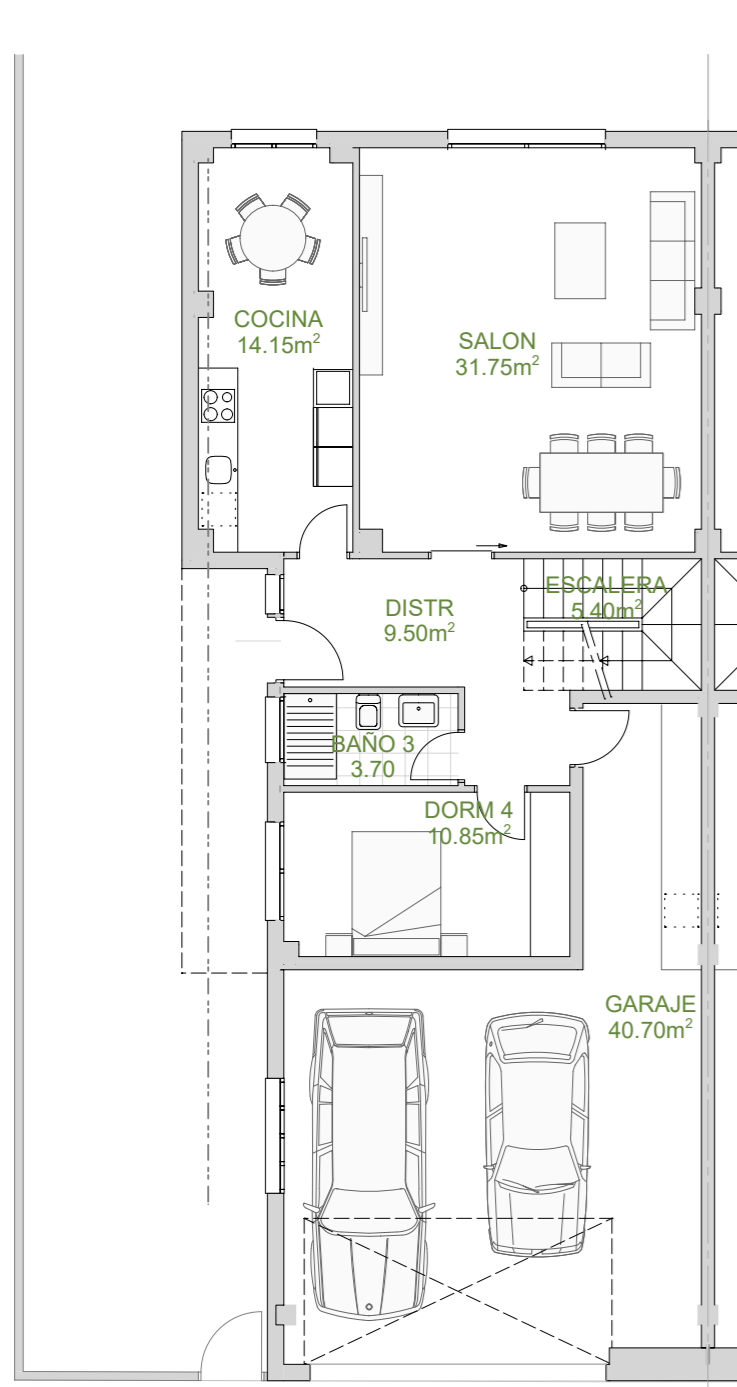 COCINA
14.15m²
SALON
31.75m²
ESCALERA
5.40m²
DISTR
9.50m²
BAÑO 3
3.70
DORM 4
10.85m²
GARAJE
40.70m²